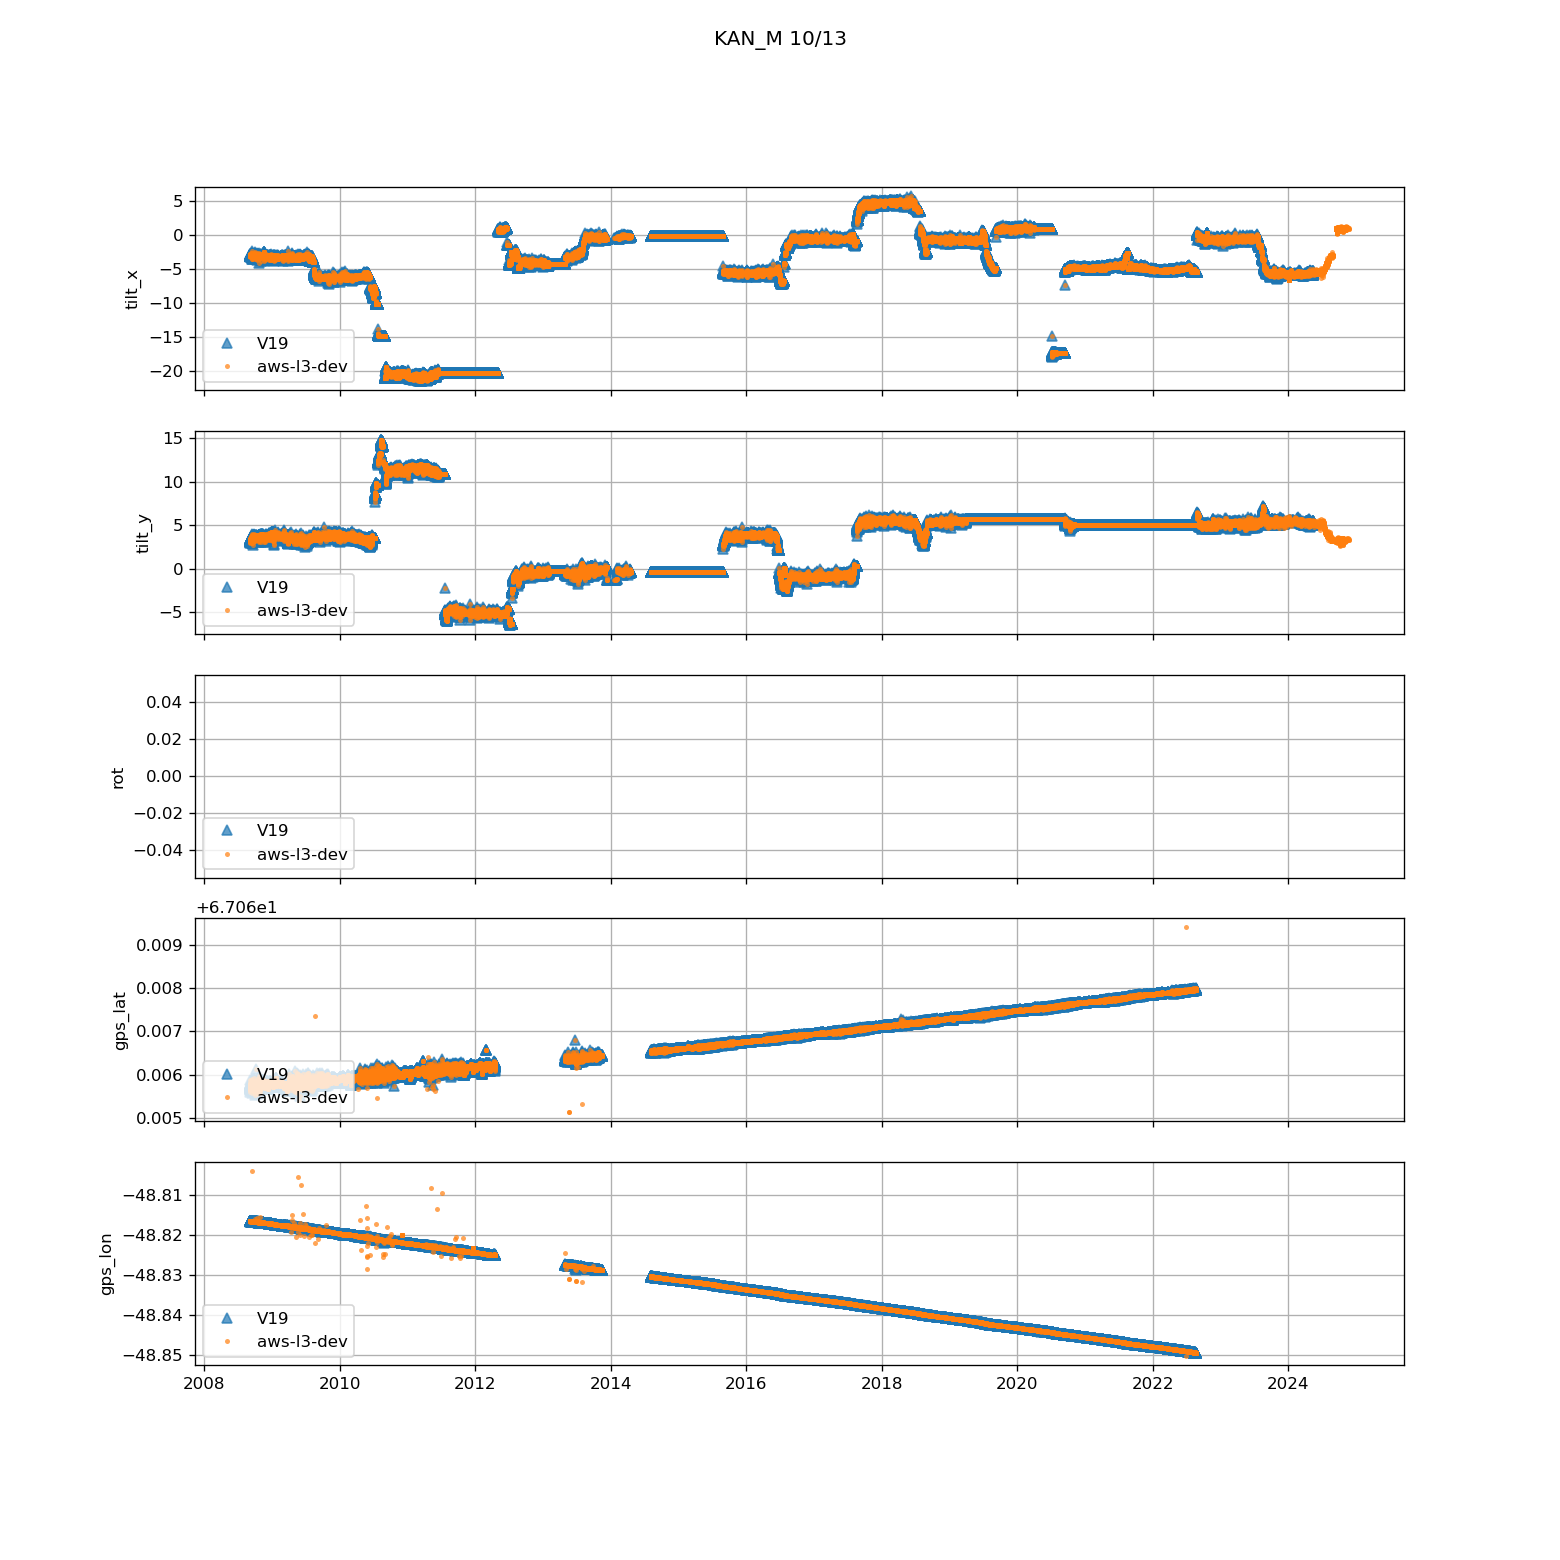 KAN_M 10/13
5
0
−5
−10
−15
−20
tilt_x
V19
aws-l3-dev
15
10
5
0
−5
tilt_y
V19
aws-l3-dev
0.04
0.02
0.00
−0.02
−0.04
rot
V19
aws-l3-dev
+6.706e1
0.009
0.008
0.007
0.006
0.005
gps_lat
V19
aws-l3-dev
−48.81
−48.82
−48.83
−48.84
−48.85
gps_lon
V19
aws-l3-dev
2008 2010 2012 2014 2016 2018 2020 2022 2024